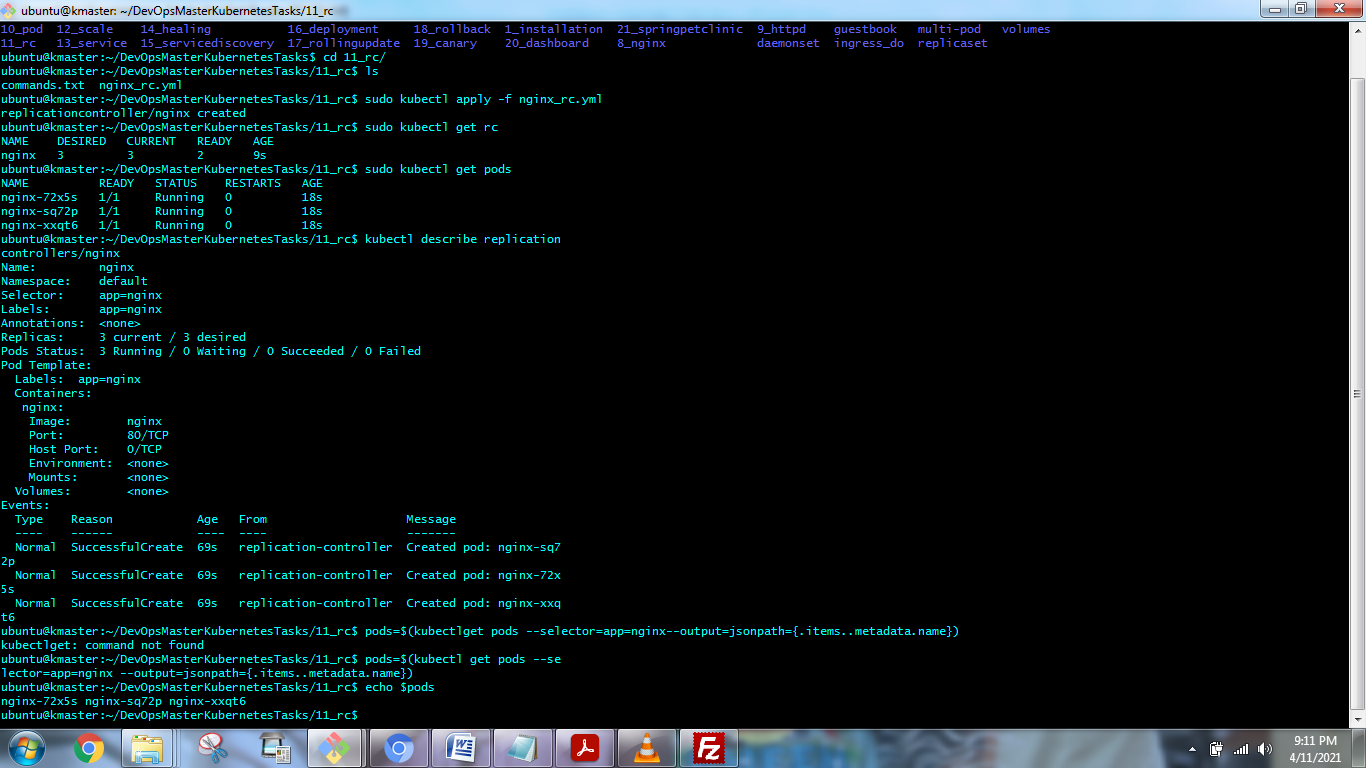 ubuntu@kmaster: ~/DevOpsMasterKubernetesTasks/11_rc
10_pod  12_scale    14_healing           16_deployment     18_rollback  1_installation  21_springpetclinic  9_httpd    guestbook   multi-pod   volumes
11_rc   13_service  15_servicediscovery  17_rollingupdate  19_canary    20_dashboard    8_nginx             daemonset  ingress_do  replicaset
ubuntu@kmaster:~/DevOpsMasterKubernetesTasks$ cd 11_rc/
ubuntu@kmaster:~/DevOpsMasterKubernetesTasks/11_rc$ ls
commands.txt  nginx_rc.yml
ubuntu@kmaster:~/DevOpsMasterKubernetesTasks/11_rc$ sudo kubectl apply -f nginx_rc.yml
replicationcontroller/nginx created
ubuntu@kmaster:~/DevOpsMasterKubernetesTasks/11_rc$ sudo kubectl get rc
NAME    DESIRED   CURRENT   READY   AGE
nginx   3         3         2       9s
ubuntu@kmaster:~/DevOpsMasterKubernetesTasks/11_rc$ sudo kubectl get pods
NAME          READY   STATUS    RESTARTS   AGE
nginx-72x5s   1/1     Running   0          18s
nginx-sq72p   1/1     Running   0          18s
nginx-xxqt6   1/1     Running   0          18s
ubuntu@kmaster:~/DevOpsMasterKubernetesTasks/11_rc$ kubectl describe replication
controllers/nginx
Name:         nginx
Namespace:    default
Selector:     app=nginx
Labels:       app=nginx
Annotations:  <none>
Replicas:     3 current / 3 desired
Pods Status:  3 Running / 0 Waiting / 0 Succeeded / 0 Failed
Pod Template:
  Labels:  app=nginx
  Containers:
   nginx:
    Image:        nginx
    Port:         80/TCP
    Host Port:    0/TCP
    Environment:  <none>
    Mounts:       <none>
  Volumes:        <none>
Events:
  Type    Reason            Age   From                    Message
  ----    ------            ----  ----                    -------
  Normal  SuccessfulCreate  69s   replication-controller  Created pod: nginx-sq7
2p
  Normal  SuccessfulCreate  69s   replication-controller  Created pod: nginx-72x
5s
  Normal  SuccessfulCreate  69s   replication-controller  Created pod: nginx-xxq
t6
ubuntu@kmaster:~/DevOpsMasterKubernetesTasks/11_rc$ pods=$(kubectlget pods --selector=app=nginx--output=jsonpath={.items..metadata.name})
kubectlget: command not found
ubuntu@kmaster:~/DevOpsMasterKubernetesTasks/11_rc$ pods=$(kubectl get pods --se
lector=app=nginx --output=jsonpath={.items..metadata.name})
ubuntu@kmaster:~/DevOpsMasterKubernetesTasks/11_rc$ echo $pods
nginx-72x5s nginx-sq72p nginx-xxqt6
ubuntu@kmaster:~/DevOpsMasterKubernetesTasks/11_rc$
9:11 PM
4/11/2021